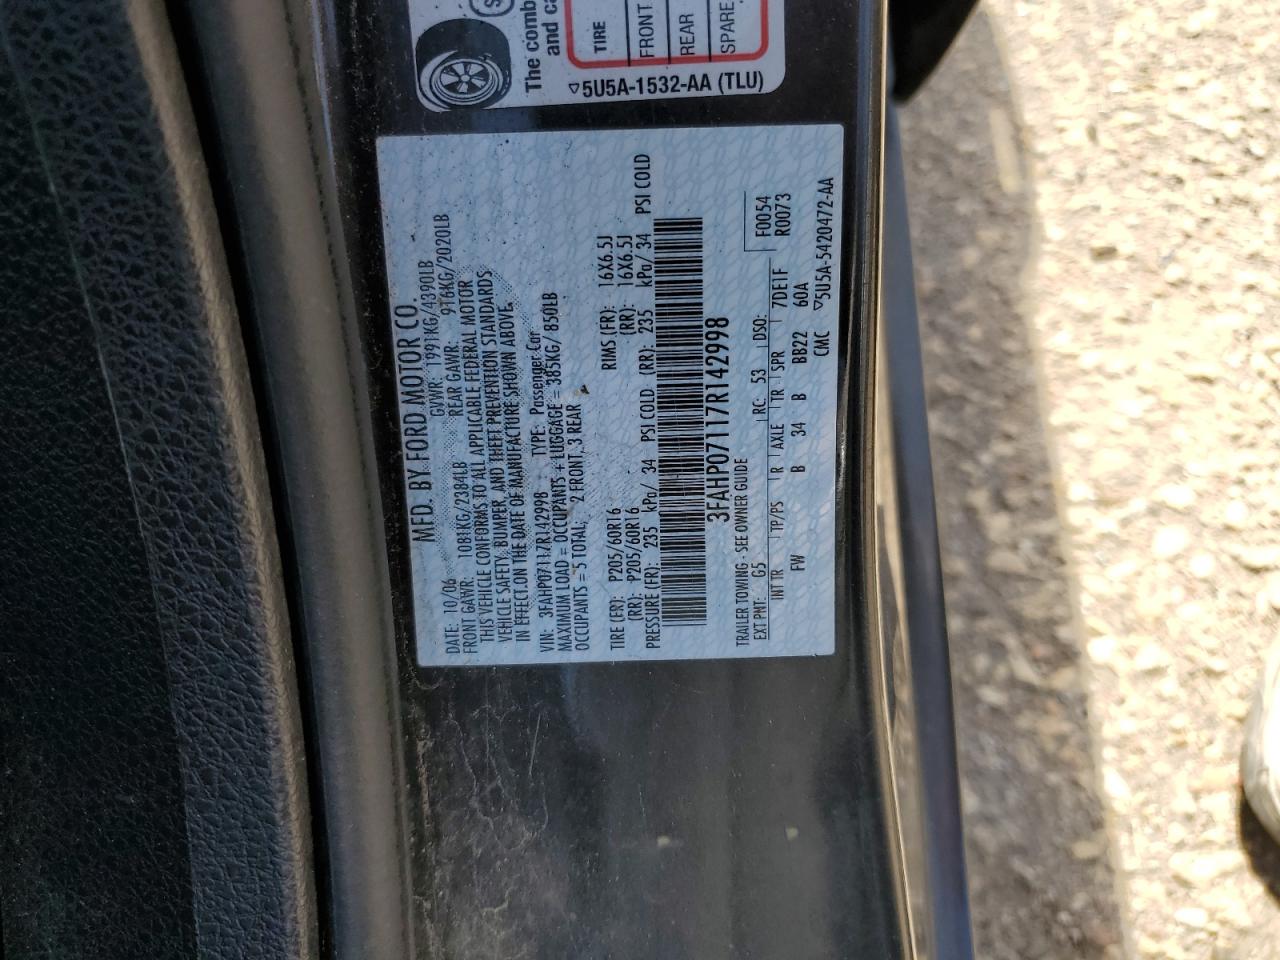 The comb
and ca
TIRE
FRONT
REAR
SPARE
▽5U5A-1532-AA (TLU)
MFD. BY FORD MOTOR CO.
DATE: 10/06 GVWR: 1991KG/4390LB
FRONT GAWR: 1081KG/2384LB REAR GAWR: 916KG/2020LB
THIS VEHICLE CONFORMS TO ALL APPLICABLE FEDERAL MOTOR
VEHICLE SAFETY, BUMPER, AND THEFT PREVENTION STANDARDS
IN EFFECT ON THE DATE OF MANUFACTURE SHOWN ABOVE.
VIN: 3FAHP07117R142998 TYPE: Passenger Car
MAXIMUM LOAD = OCCUPANTS + LUGGAGE = 385KG/ 850LB
OCCUPANTS = 5 TOTAL; 2 FRONT, 3 REAR
TIRE (FR): P205/60R16 RIMS (FR): 16X6.5J
(RR): P205/60R16 (RR): 16X6.5J
PRESSURE (FR): 235 kPa/ 34 PSI COLD (RR): 235 kPa/ 34 PSI COLD
3FAHP07117R142998
TRAILER TOWING - SEE OWNER GUIDE F0054
EXT PNT: G5 RC: 53 DSO: R0073
INT TR TP/PS R AXLE TR SPR 7DE1F
FW B 34 B BB22 60A
CMC ▽5U5A-5420472-AA